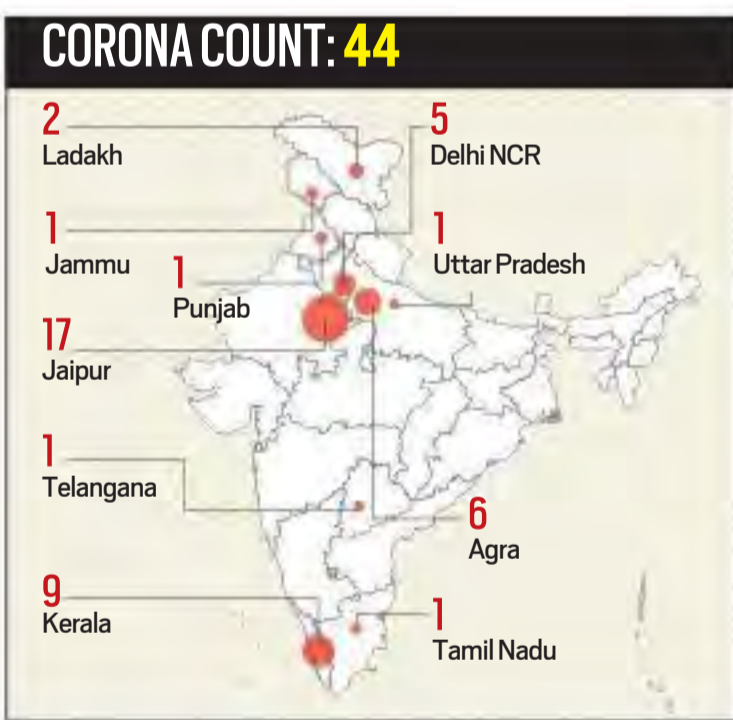 CORONA COUNT: 44
2
Ladakh
5
Delhi NCR
1
Jammu
1
Punjab
1
Uttar Pradesh
17
Jaipur
1
Telangana
6
Agra
9
Kerala
1
Tamil Nadu